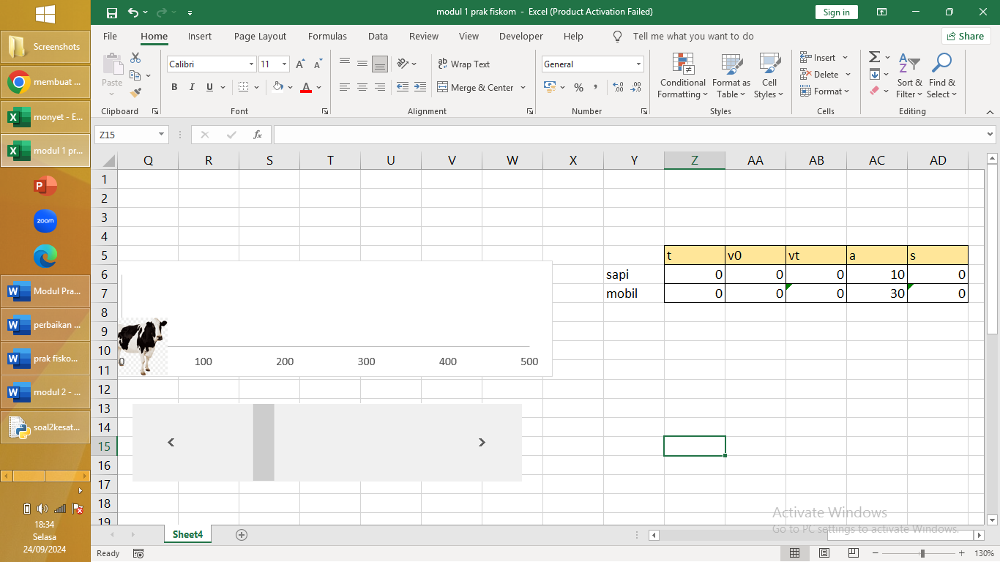 modul 1 prak fiskom - Excel (Product Activation Failed)
Sign in
File Home Insert Page Layout Formulas Data Review View Developer Help Tell me what you want to do Share
Screenshots
membuat ...
monyet - E...
modul 1 pr...
zoom
Modul Pra...
perbaikan ...
prak fisko...
modul 2 - ...
soal2kesat...
18:34
Selasa
24/09/2024
Paste
Clipboard
Calibri 11
B I U
Font
Wrap Text
Merge & Center
Alignment
General
Number
Conditional Formatting
Format as Table
Cell Styles
Styles
Insert
Delete
Format
Cells
Sort & Filter
Find & Select
Editing
Z15
fx
Q R S T U V W X Y Z AA AB AC AD
1
2
3
4
5 t v0 vt a s
6 sapi 0 0 0 10 0
7 mobil 0 0 0 30 0
8
9
10
11
12
13
14
15
16
17
18
19
0 100 200 300 400 500
Activate Windows
Go to PC settings to activate Windows.
Sheet4
Ready
130%